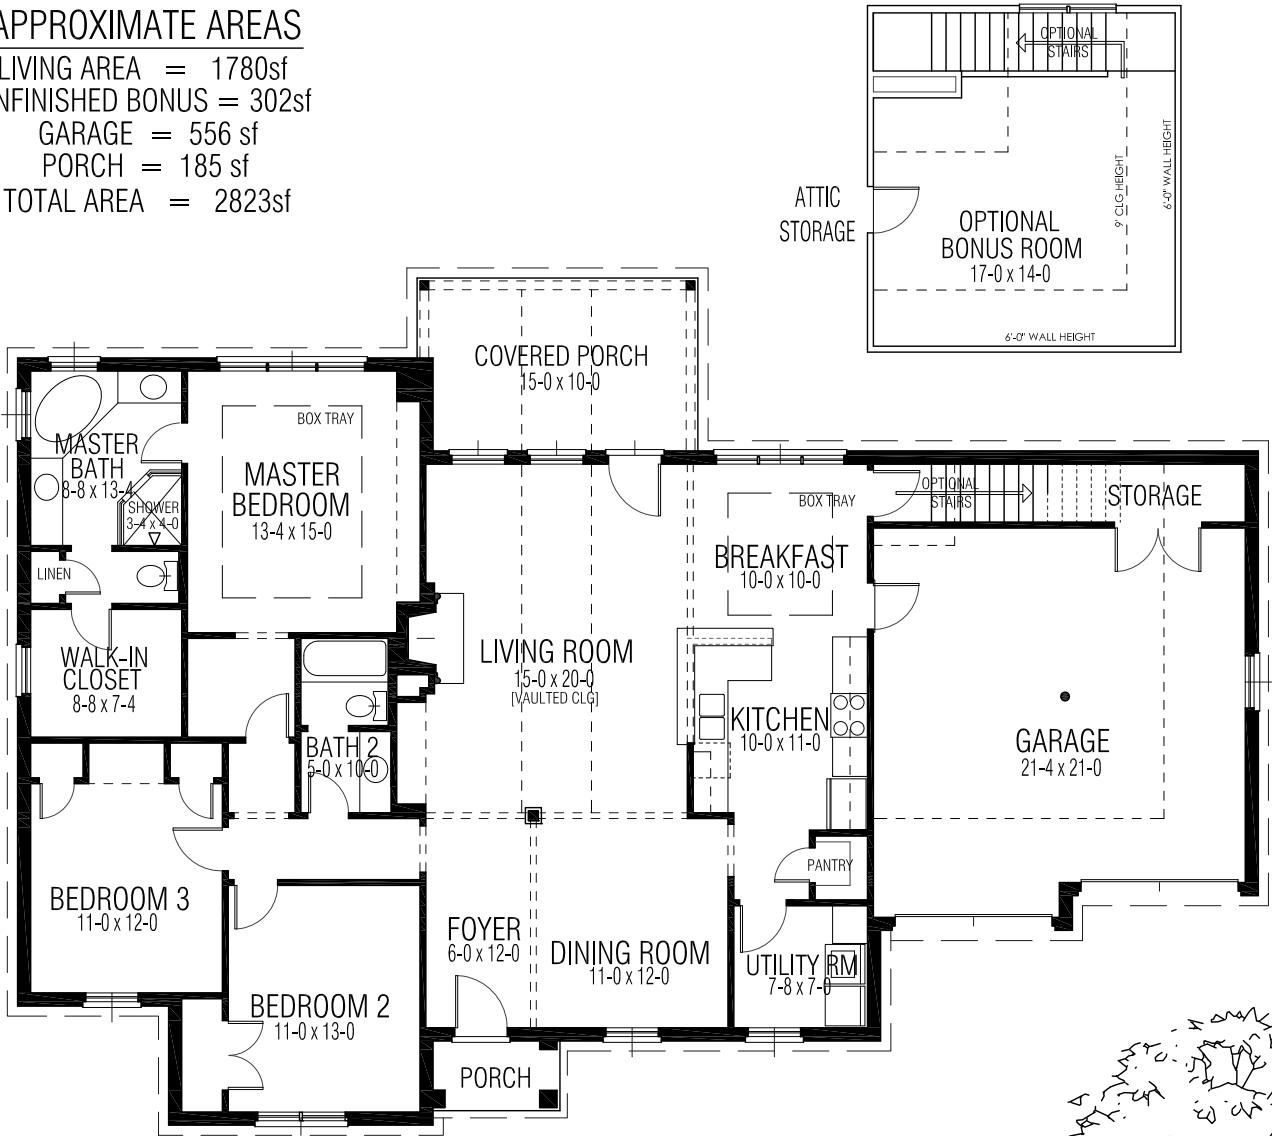 APPROXIMATE AREAS
LIVING AREA = 1780sf
NFINISHED BONUS = 302sf
GARAGE = 556 sf
PORCH = 185 sf
TOTAL AREA = 2823sf
OPTIONAL
STAIRS
ATTIC
STORAGE
OPTIONAL
BONUS ROOM
17-0 x 14-0
9' CLG HEIGHT
6'-0" WALL HEIGHT
6'-0" WALL HEIGHT
COVERED PORCH
15-0 x 10-0
MASTER
BATH
8-8 x 13-4
SHOWER
3-4 x 4-0
BOX TRAY
MASTER
BEDROOM
13-4 x 15-0
BOX TRAY
OPTIONAL
STAIRS
STORAGE
BREAKFAST
10-0 x 10-0
LINEN
WALK-IN
CLOSET
8-8 x 7-4
LIVING ROOM
15-0 x 20-0
[VAULTED CLG]
KITCHEN
10-0 x 11-0
GARAGE
21-4 x 21-0
BATH 2
5-0 x 10-0
PANTRY
BEDROOM 3
11-0 x 12-0
FOYER
6-0 x 12-0
DINING ROOM
11-0 x 12-0
UTILITY RM
7-8 x 7-0
BEDROOM 2
11-0 x 13-0
PORCH